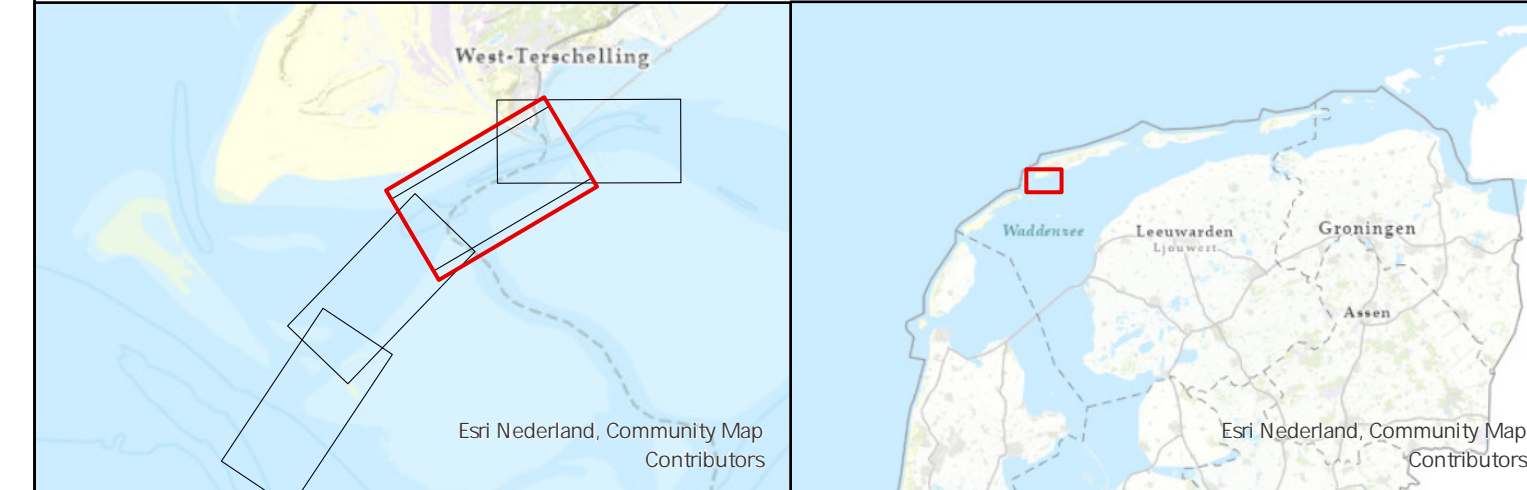 West-Terschelling
Esri Nederland, Community Map
Contributors
Waddenzee
Leeuwarden
Ljouwert
Groningen
Assen
Esri Nederland, Community Map
Contributors